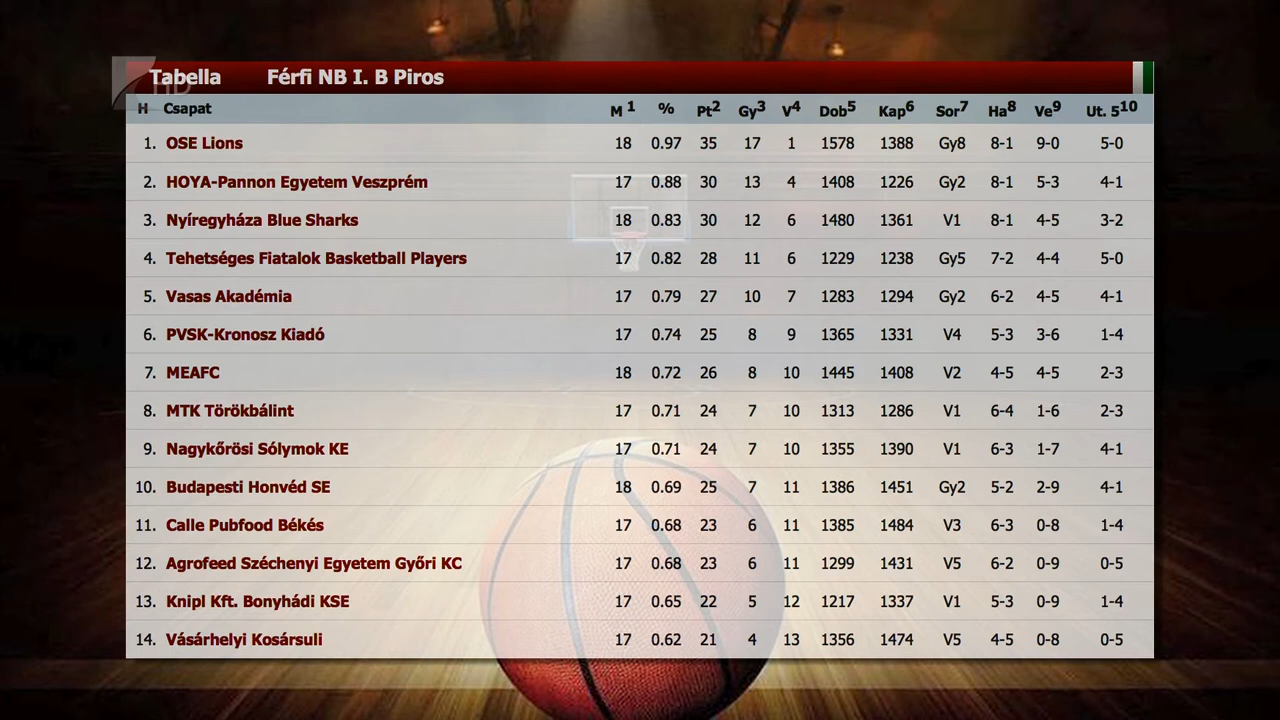 Tabella Férfi NB I. B Piros
HD
H Csapat M 1 % Pt2 Gy3 V4 Dob5 Kap6 Sor7 Ha8 Ve9 Ut. 510
1. OSE Lions 18 0.97 35 17 1 1578 1388 Gy8 8-1 9-0 5-0
2. HOYA-Pannon Egyetem Veszprém 17 0.88 30 13 4 1408 1226 Gy2 8-1 5-3 4-1
3. Nyíregyháza Blue Sharks 18 0.83 30 12 6 1480 1361 V1 8-1 4-5 3-2
4. Tehetséges Fiatalok Basketball Players 17 0.82 28 11 6 1229 1238 Gy5 7-2 4-4 5-0
5. Vasas Akadémia 17 0.79 27 10 7 1283 1294 Gy2 6-2 4-5 4-1
6. PVSK-Kronosz Kiadó 17 0.74 25 8 9 1365 1331 V4 5-3 3-6 1-4
7. MEAFC 18 0.72 26 8 10 1445 1408 V2 4-5 4-5 2-3
8. MTK Törökbálint 17 0.71 24 7 10 1313 1286 V1 6-4 1-6 2-3
9. Nagykőrösi Sólymok KE 17 0.71 24 7 10 1355 1390 V1 6-3 1-7 4-1
10. Budapesti Honvéd SE 18 0.69 25 7 11 1386 1451 Gy2 5-2 2-9 4-1
11. Calle Pubfood Békés 17 0.68 23 6 11 1385 1484 V3 6-3 0-8 1-4
12. Agrofeed Széchenyi Egyetem Győri KC 17 0.68 23 6 11 1299 1431 V5 6-2 0-9 0-5
13. Knipl Kft. Bonyhádi KSE 17 0.65 22 5 12 1217 1337 V1 5-3 0-9 1-4
14. Vásárhelyi Kosársuli 17 0.62 21 4 13 1356 1474 V5 4-5 0-8 0-5